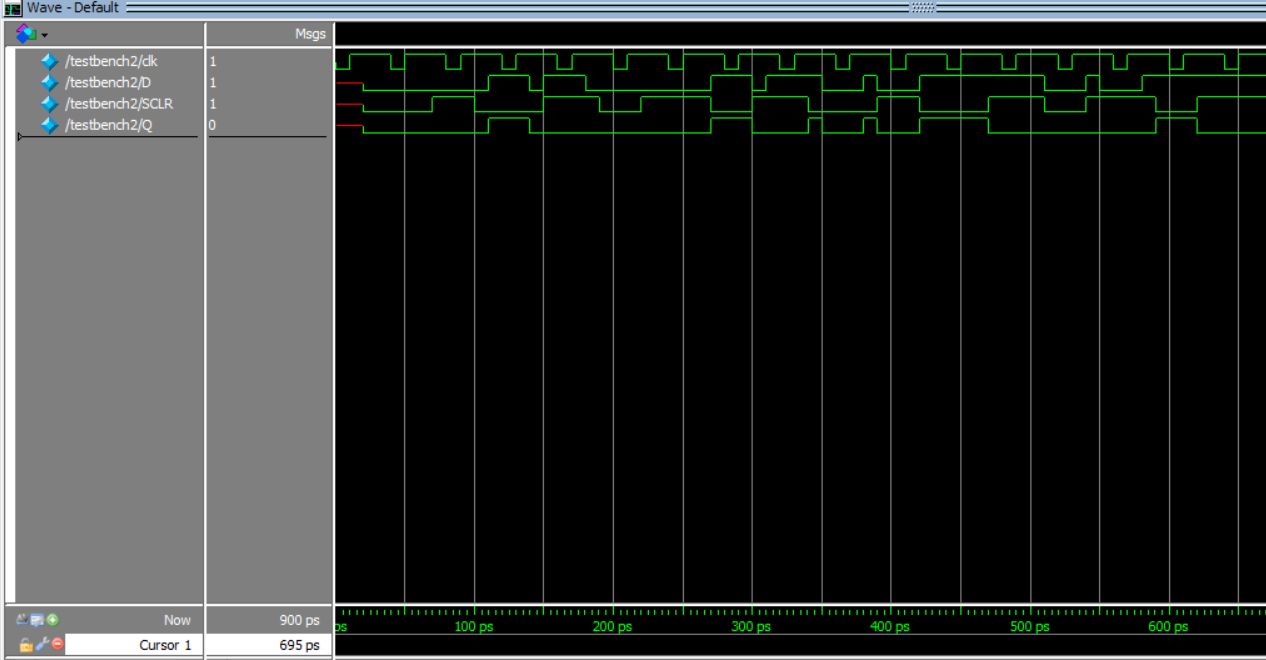 Wave - Default
Msgs
/testbench2/clk 1
/testbench2/D 1
/testbench2/SCLR 1
/testbench2/Q 0
Now 900 ps
ps 100 ps 200 ps 300 ps 400 ps 500 ps 600 ps
Cursor 1 695 ps